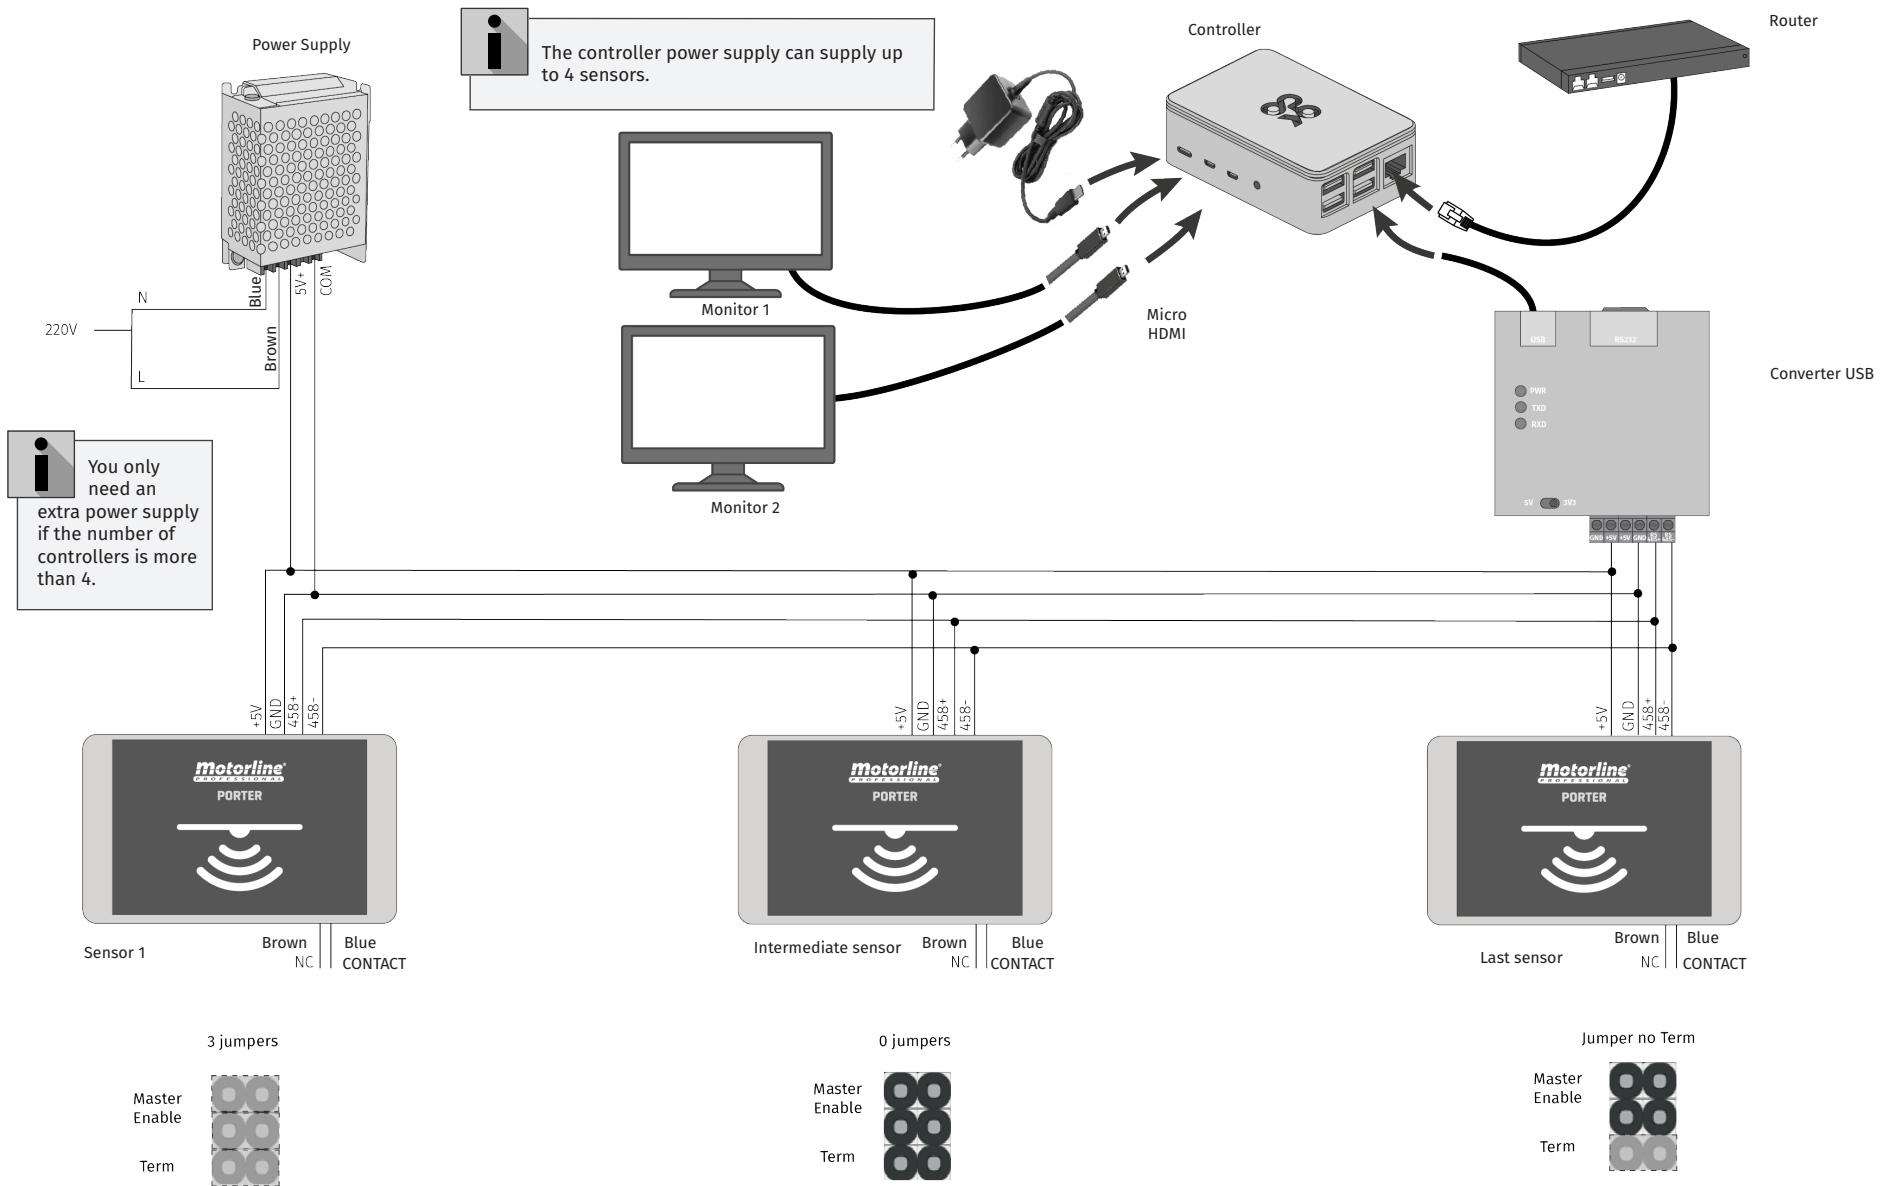 Power Supply
The controller power supply can supply up
to 4 sensors.
Controller
Router
Blue
5V+
COM
N
220V
Brown
L
Monitor 1
Micro
HDMI
Monitor 2
USB
RS232
PWR
TXD
RXD
5V
3V3
GND
+5V
+5V
GND
Converter USB
You only
need an
extra power supply
if the number of
controllers is more
than 4.
+5V
GND
458+
458-
+5V
GND
458+
458-
+5V
GND
458+
458-
motorline®
PROFESSIONAL
PORTER
motorline®
PROFESSIONAL
PORTER
motorline®
PROFESSIONAL
PORTER
Sensor 1
Brown
Blue
NC
CONTACT
Intermediate sensor
Brown
Blue
NC
CONTACT
Last sensor
Brown
Blue
NC
CONTACT
3 jumpers
Master
Enable
Term
0 jumpers
Master
Enable
Term
Jumper no Term
Master
Enable
Term